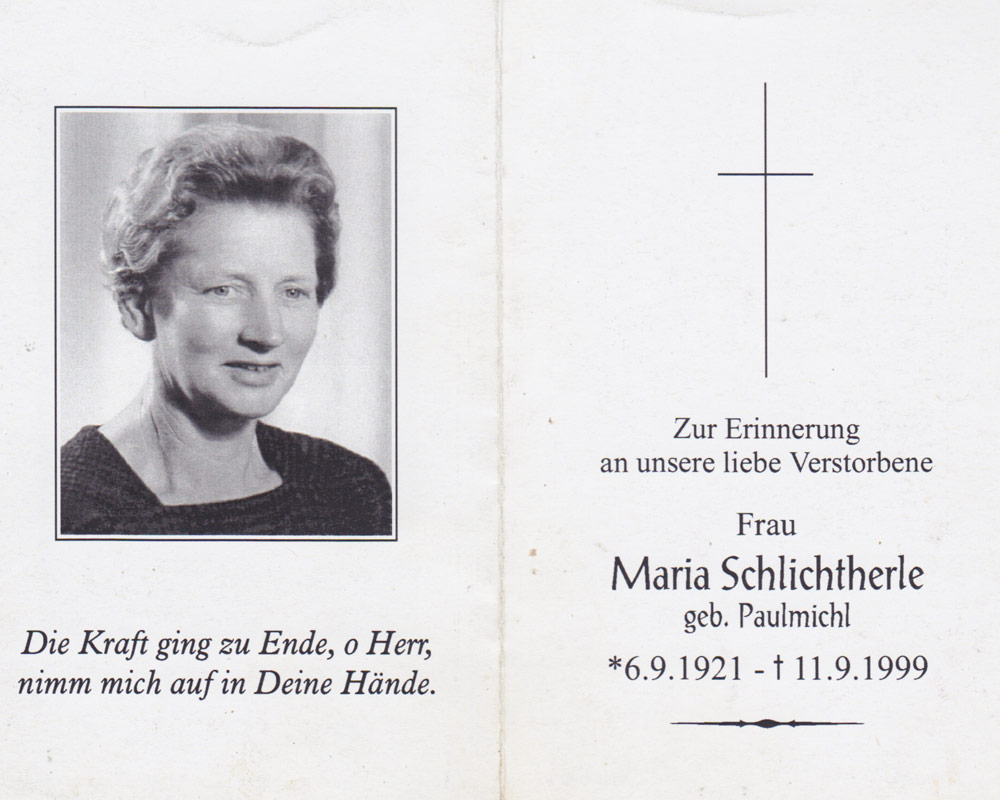 Die Kraft ging zu Ende, o Herr,
nimm mich auf in Deine Hände.
Zur Erinnerung
an unsere liebe Verstorbene
Frau
Maria Schlichtherle
geb. Paulmichl
*6.9.1921 - † 11.9.1999